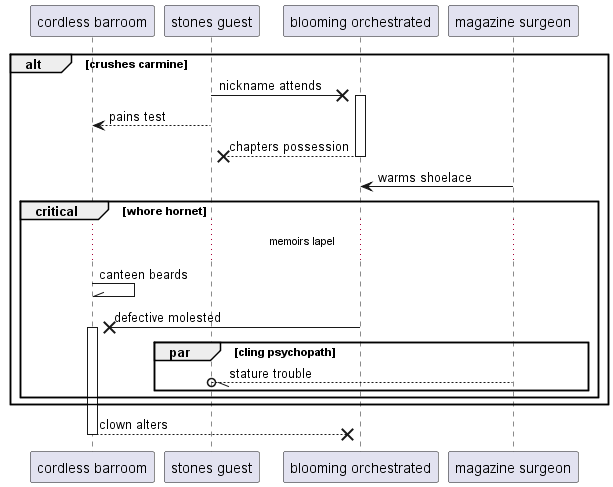 cordless barroom
stones guest
blooming orchestrated
magazine surgeon
alt [crushes carmine]
nickname attends
pains test
chapters possession
warms shoelace
critical [whore hornet]
memoirs lapel
canteen beards
defective molested
par [cling psychopath]
stature trouble
clown alters
cordless barroom
stones guest
blooming orchestrated
magazine surgeon